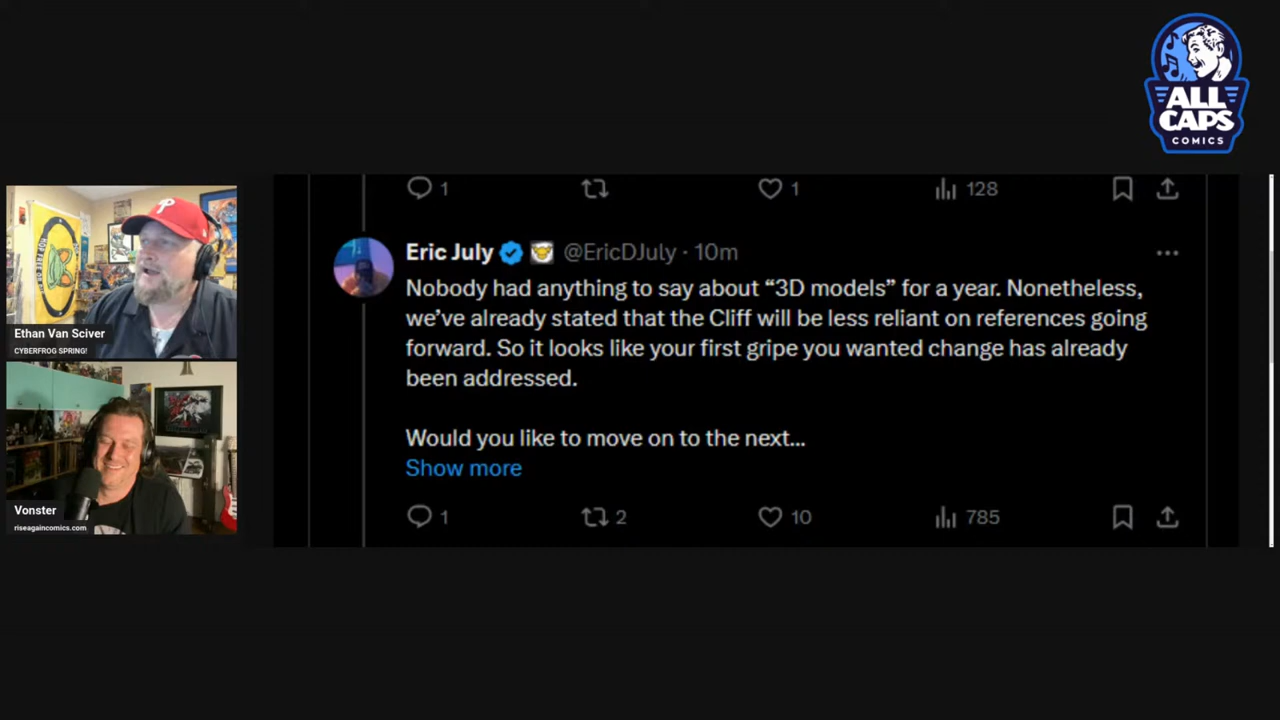 ALL
CAPS
COMICS
1
1
128
Eric July @EricDJuly · 10m
Nobody had anything to say about “3D models” for a year. Nonetheless,
we’ve already stated that the Cliff will be less reliant on references going
forward. So it looks like your first gripe you wanted change has already
been addressed.
Would you like to move on to the next...
Show more
1
2
10
785
Ethan Van Sciver
CYBERFROG SPRING!
Vonster
riseagaincomics.com